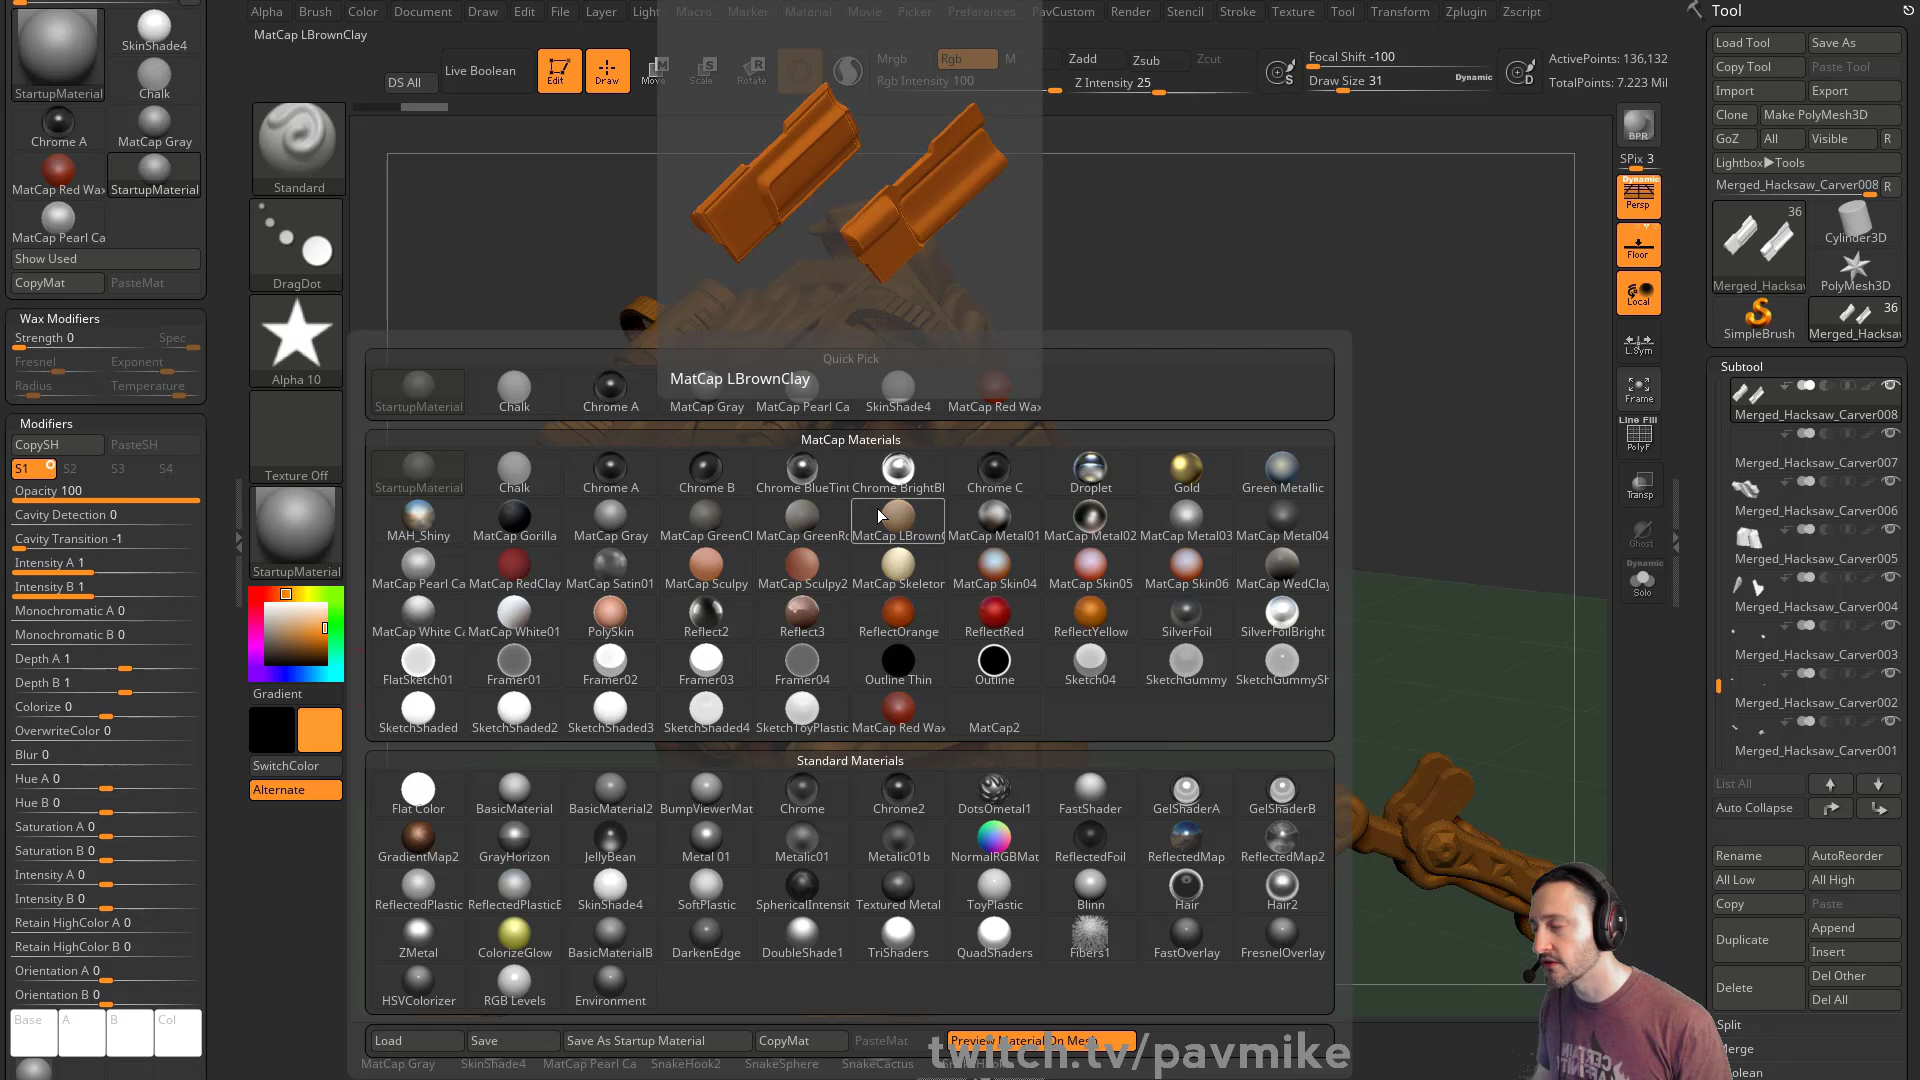 Alpha Brush Color Document Draw Edit File Layer Light Macro Marker Material Movie Picker Preferences PavCustom Render Stencil Stroke Texture Tool Transform Zplugin Zscript
MatCap LBrownClay
StartupMaterial
SkinShade4
Chalk
Chrome A
MatCap Gray
MatCap Red Wax
StartupMaterial
MatCap Pearl Ca
Show Used
CopyMat PasteMat
Wax Modifiers
Strength 0 Spec
Fresnel Exponent
Radius Temperature
Modifiers
CopySH PasteSH
S1 S2 S3 S4
Opacity 100
Cavity Detection 0
Cavity Transition -1
Intensity A 1
Intensity B 1
Monochromatic A 0
Monochromatic B 0
Depth A 1
Depth B 1
Colorize 0
OverwriteColor 0
Blur 0
Hue A 0
Hue B 0
Saturation A 0
Saturation B 0
Intensity A 0
Intensity B 0
Retain HighColor A 0
Retain HighColor B 0
Orientation A 0
Orientation B 0
Base A B Col
DS All Live Boolean Edit Draw Move Scale Rotate
Mrgb Rgb M
Rgb Intensity 100
Zadd Zsub Zcut
Z Intensity 25
S
Focal Shift -100
Draw Size 31 Dynamic
D
ActivePoints: 136,132
TotalPoints: 7.223 Mil
Standard
DragDot
Alpha 10
Texture Off
StartupMaterial
Gradient
SwitchColor
Alternate
Quick Pick
MatCap LBrownClay
StartupMaterial Chalk Chrome A MatCap Gray MatCap Pearl Ca SkinShade4 MatCap Red Wax
MatCap Materials
StartupMaterial Chalk Chrome A Chrome B Chrome BlueTint Chrome BrightBl Chrome C Droplet Gold Green Metallic
MAH_Shiny MatCap Gorilla MatCap Gray MatCap GreenCl MatCap GreenRo MatCap LBrownC MatCap Metal01 MatCap Metal02 MatCap Metal03 MatCap Metal04
MatCap Pearl Ca MatCap RedClay MatCap Satin01 MatCap Sculpy MatCap Sculpy2 MatCap Skeleton MatCap Skin04 MatCap Skin05 MatCap Skin06 MatCap WedClay
MatCap White Ca MatCap White01 PolySkin Reflect2 Reflect3 ReflectOrange ReflectRed ReflectYellow SilverFoil SilverFoilBright
FlatSketch01 Framer01 Framer02 Framer03 Framer04 Outline Thin Outline Sketch04 SketchGummy SketchGummySh
SketchShaded SketchShaded2 SketchShaded3 SketchShaded4 SketchToyPlastic MatCap Red Wax MatCap2
Standard Materials
Flat Color BasicMaterial BasicMaterial2 BumpViewerMat Chrome Chrome2 DotsOmetal1 FastShader GelShaderA GelShaderB
GradientMap2 GrayHorizon JellyBean Metal 01 Metalic01 Metalic01b NormalRGBMat ReflectedFoil ReflectedMap ReflectedMap2
ReflectedPlastic ReflectedPlasticB SkinShade4 SoftPlastic SphericalIntensit Textured Metal ToyPlastic Blinn Hair Hair2
ZMetal ColorizeGlow BasicMaterialB DarkenEdge DoubleShade1 TriShaders QuadShaders Fibers1 FastOverlay FresnelOverlay
HSVColorizer RGB Levels Environment
Load Save Save As Startup Material CopyMat PasteMat Preview Material On Mesh
MatCap Gray SkinShade4 MatCap Pearl Ca SnakeHook2 SnakeSphere SnakeCactus
twitch.tv/pavmike
BPR
SPix 3
Dynamic
Persp
Floor
Local
L.Sym
Frame
Line Fill
PolyF
Transp
Ghost
Dynamic
Solo
Tool
Load Tool Save As
Copy Tool Paste Tool
Import Export
Clone Make PolyMesh3D
GoZ All Visible R
Lightbox▶Tools
Merged_Hacksaw_Carver008 R
36
Merged_Hacksaw
Cylinder3D
PolyMesh3D
SimpleBrush
36
Merged_Hacksaw
Subtool
Merged_Hacksaw_Carver008
Merged_Hacksaw_Carver007
Merged_Hacksaw_Carver006
Merged_Hacksaw_Carver005
Merged_Hacksaw_Carver004
Merged_Hacksaw_Carver003
Merged_Hacksaw_Carver002
Merged_Hacksaw_Carver001
List All
Auto Collapse
Rename AutoReorder
All Low All High
Copy Paste
Duplicate Append
Insert
Delete Del Other
Del All
Split
Merge